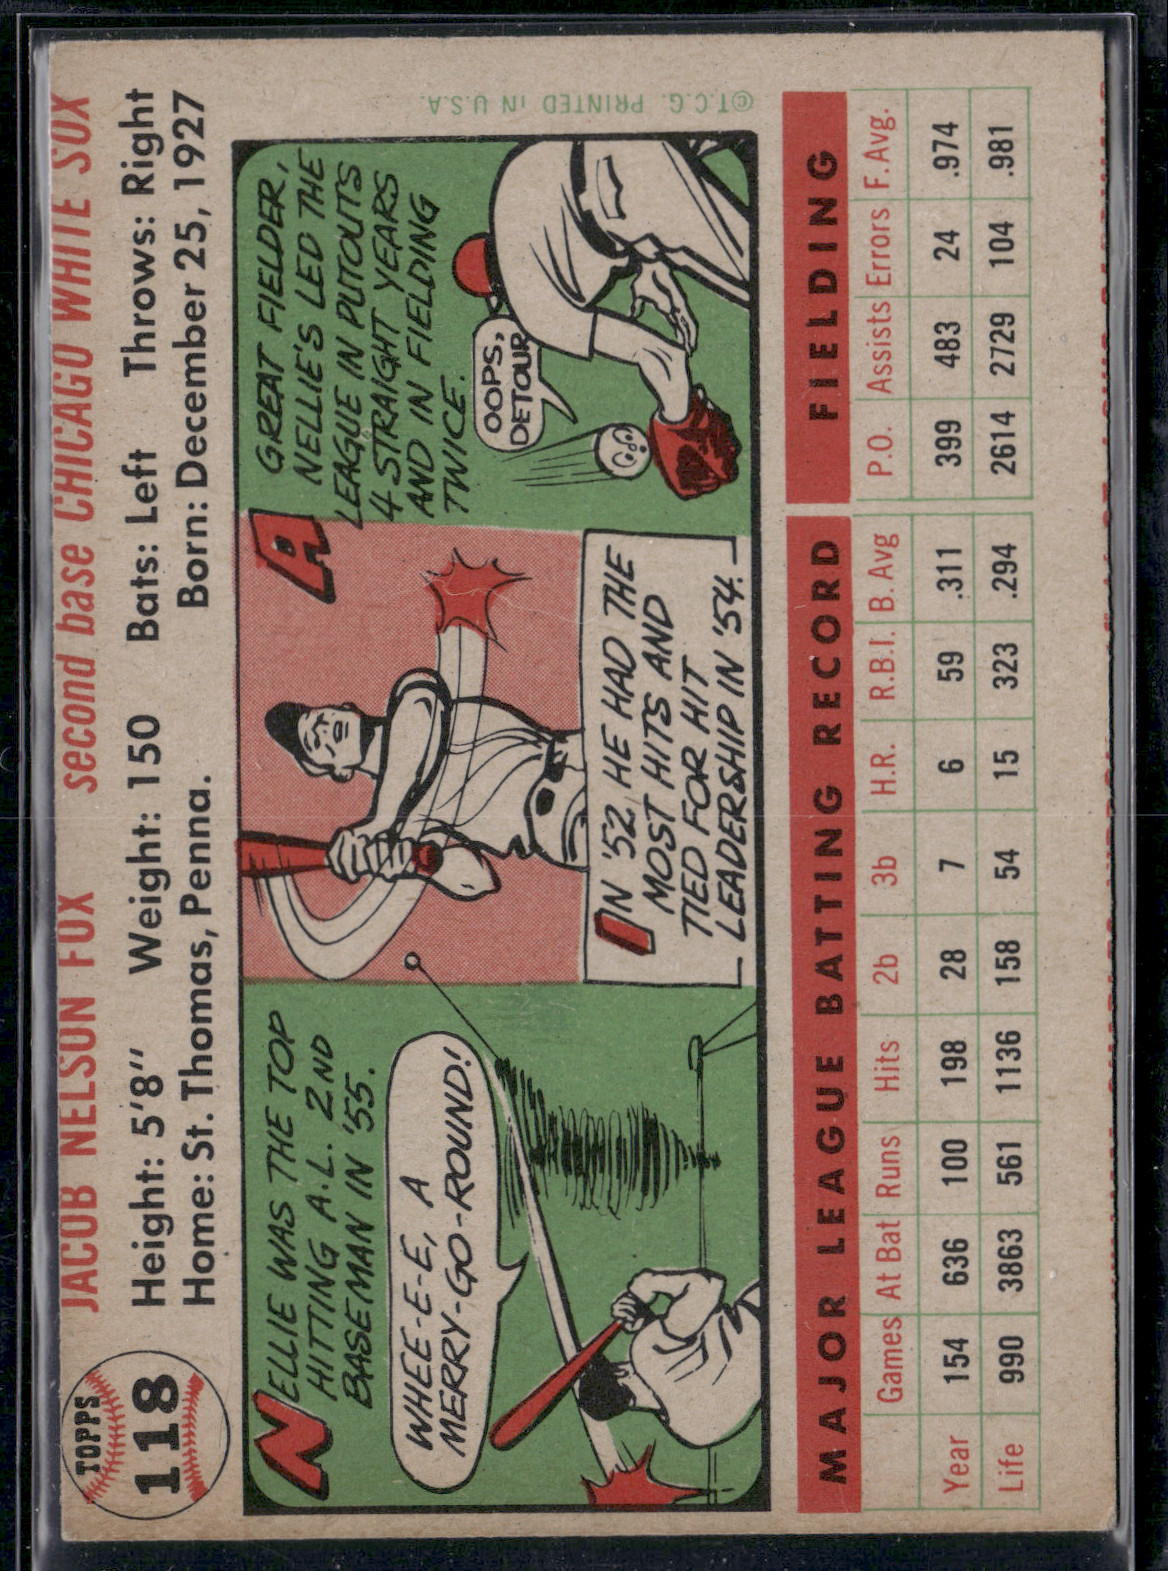 TOPPS
118
JACOB NELSON FOX second base CHICAGO WHITE SOX
Height: 5'8" Weight: 150 Bats: Left Throws: Right
Home: St. Thomas, Penna. Born: December 25, 1927
NELLIE WAS THE TOP
HITTING A.L. 2ND
BASEMAN IN '55.
WHEE-E-E, A
MERRY-GO-ROUND!
IN '52 HE HAD THE
MOST HITS AND
TIED FOR HIT
LEADERSHIP IN '54.
A GREAT FIELDER,
NELLIE'S LED THE
LEAGUE IN PUTOUTS
4 STRAIGHT YEARS
AND IN FIELDING
TWICE.
OOPS,
DETOUR
©T.C.G. PRINTED IN U.S.A.
MAJOR LEAGUE BATTING RECORD FIELDING
Games At Bat Runs Hits 2b 3b H.R. R.B.I. B. Avg P.O. Assists Errors F. Avg.
Year 154 636 100 198 28 7 6 59 .311 399 483 24 .974
Life 990 3863 561 1136 158 54 15 323 .294 2614 2729 104 .981